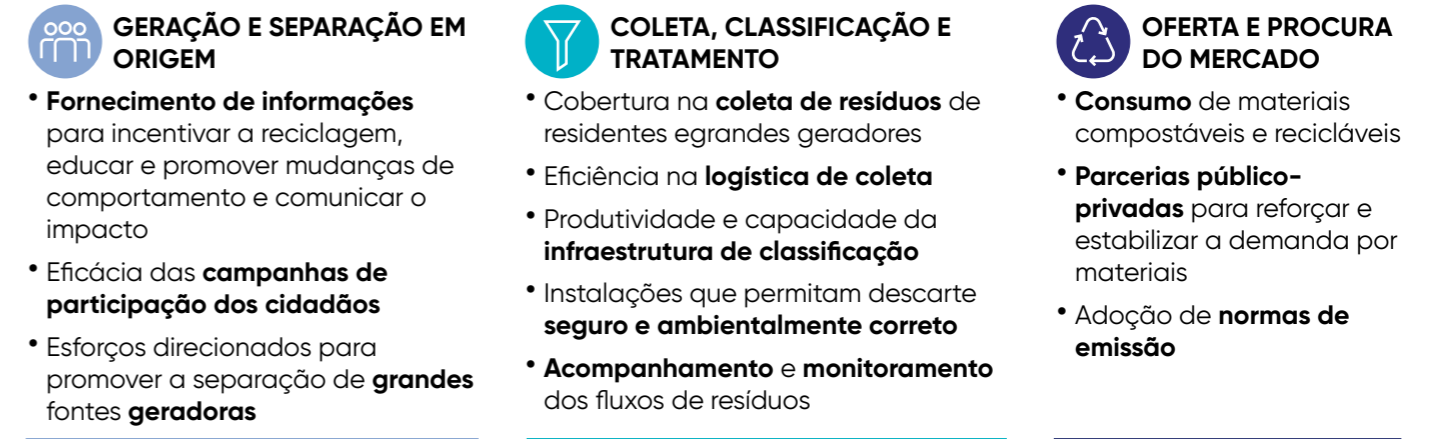 GERAÇÃO E SEPARAÇÃO EM
ORIGEM
• Fornecimento de informações
para incentivar a reciclagem,
educar e promover mudanças de
comportamento e comunicar o
impacto
• Eficácia das campanhas de
participação dos cidadãos
• Esforços direcionados para
promover a separação de grandes
fontes geradoras
COLETA, CLASSIFICAÇÃO E
TRATAMENTO
• Cobertura na coleta de resíduos de
residentes egrandes geradores
• Eficiência na logística de coleta
• Produtividade e capacidade da
infraestrutura de classificação
• Instalações que permitam descarte
seguro e ambientalmente correto
• Acompanhamento e monitoramento
dos fluxos de resíduos
OFERTA E PROCURA
DO MERCADO
• Consumo de materiais
compostáveis e recicláveis
• Parcerias público-
privadas para reforçar e
estabilizar a demanda por
materiais
• Adoção de normas de
emissão